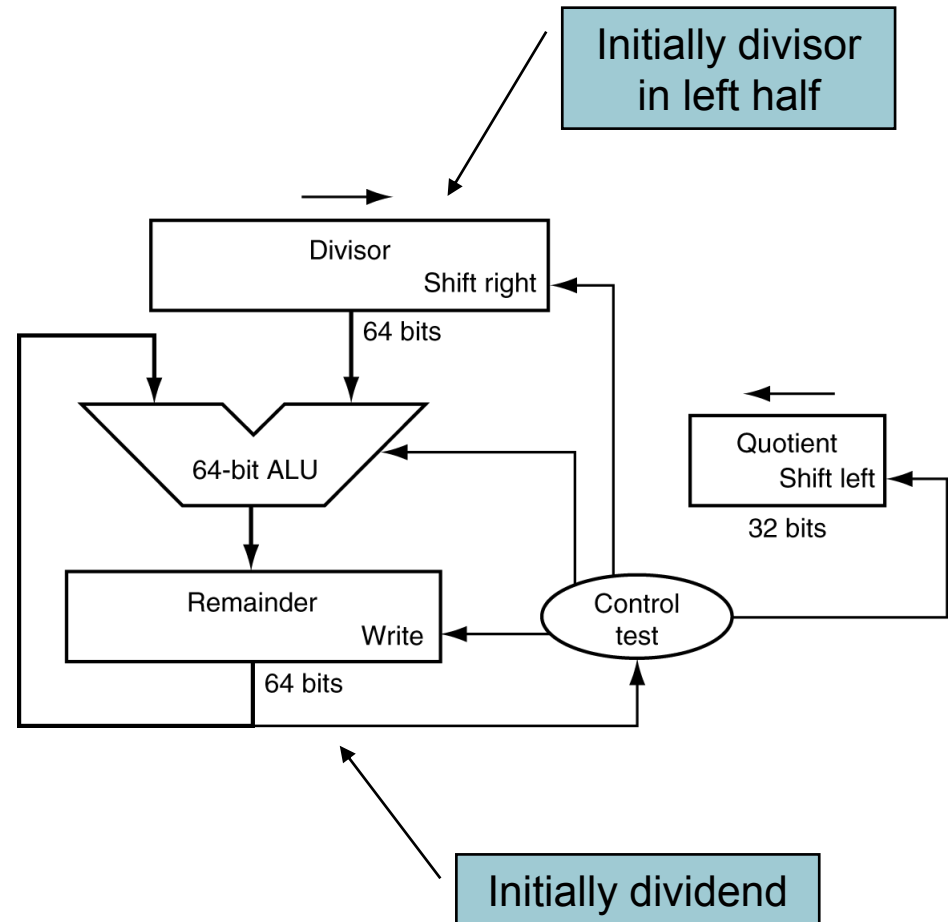 Initially divisor
in left half
Divisor
Shift right
64 bits
64-bit ALU
Quotient
Shift left
32 bits
Remainder
Write
Control
test
64 bits
Initially dividend